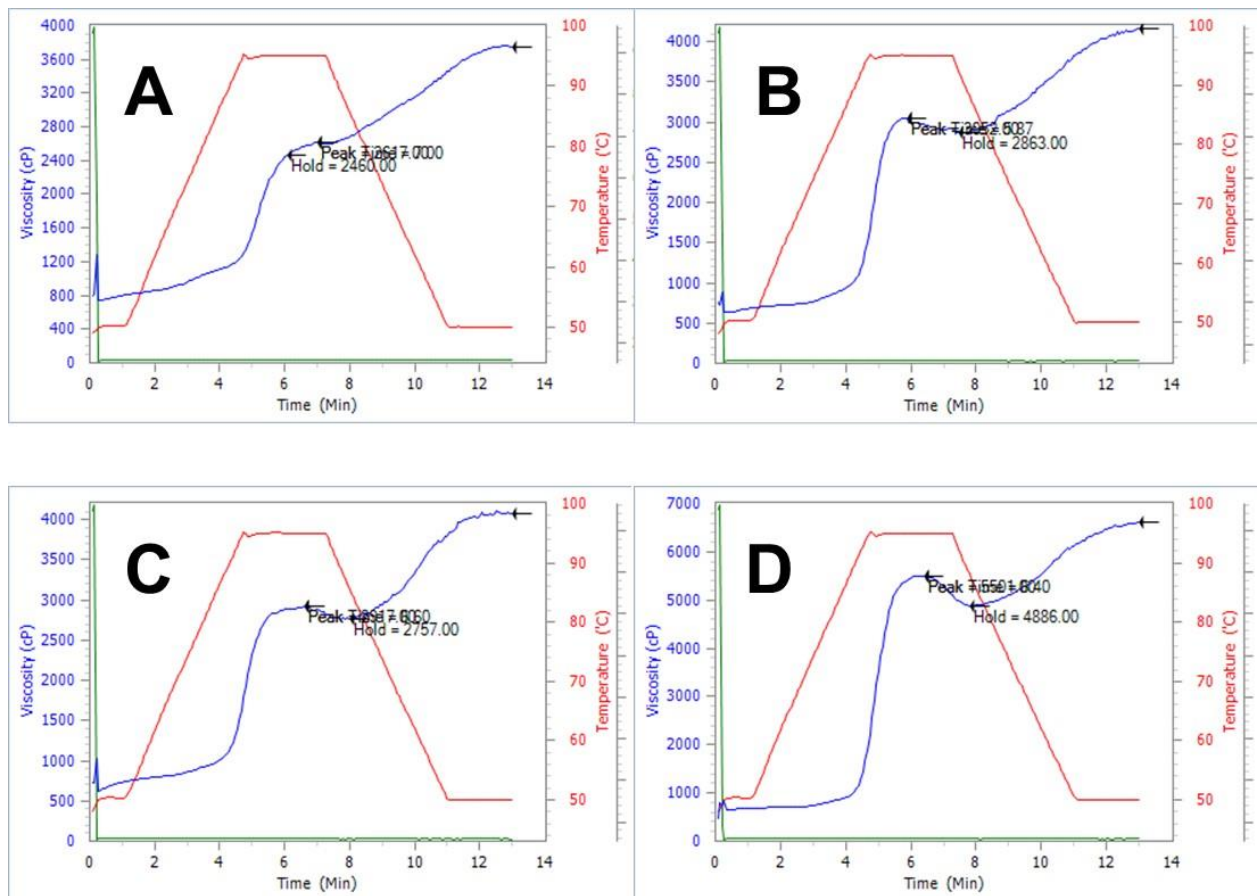 A
Viscosity (cP)
4000
3600
3200
2800
2400
2000
1600
1200
800
400
0
0 2 4 6 8 10 12 14
Time (Min)
100
90
80
70
60
50
Temperature (°C)
Hold = 2460.00
B
Viscosity (cP)
4000
3500
3000
2500
2000
1500
1000
500
0
0 2 4 6 8 10 12 14
Time (Min)
100
90
80
70
60
50
Temperature (°C)
Hold = 2863.00
C
Viscosity (cP)
4000
3500
3000
2500
2000
1500
1000
500
0
0 2 4 6 8 10 12 14
Time (Min)
100
90
80
70
60
50
Temperature (°C)
Hold = 2757.00
D
Viscosity (cP)
7000
6000
5000
4000
3000
2000
1000
0
0 2 4 6 8 10 12 14
Time (Min)
100
90
80
70
60
50
Temperature (°C)
Hold = 4886.00